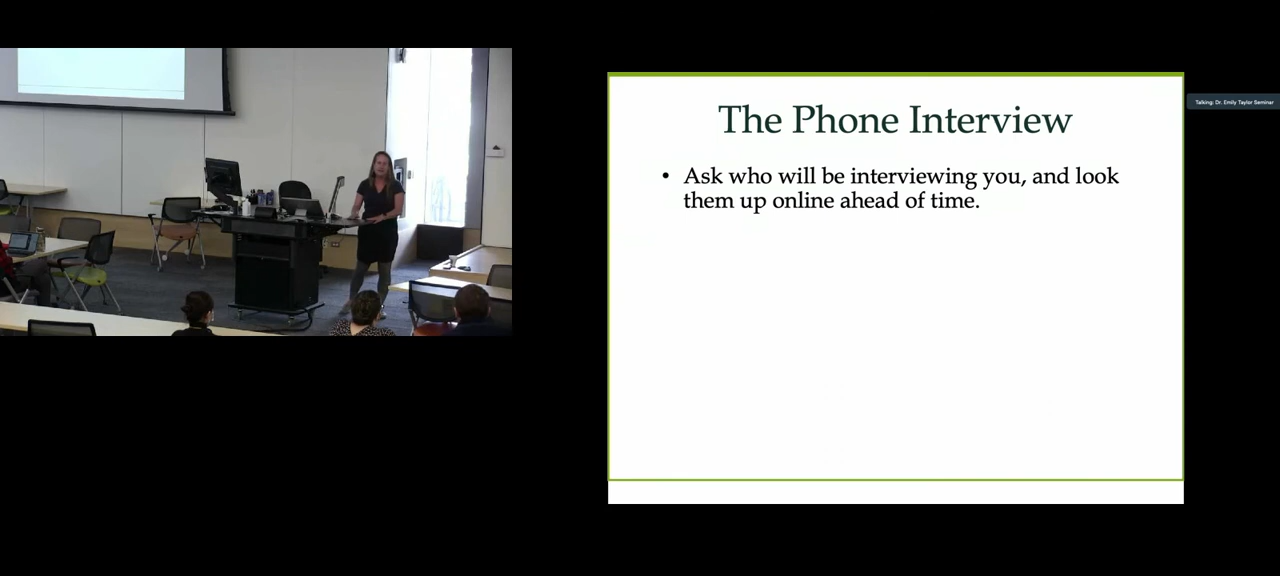 The Phone Interview
• Ask who will be interviewing you, and look
them up online ahead of time.
Talking: Dr. Emily Taylor Seminar